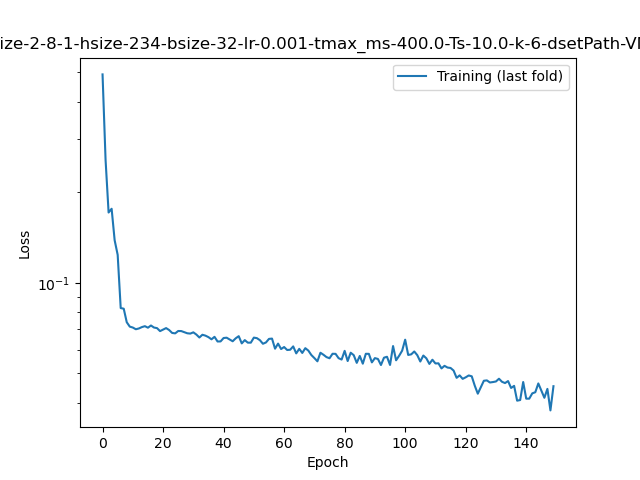 ize-2-8-1-hsize-234-bsize-32-lr-0.001-tmax_ms-400.0-Ts-10.0-k-6-dsetPath-VI
Training (last fold)
Loss
10⁻¹
0 20 40 60 80 100 120 140
Epoch